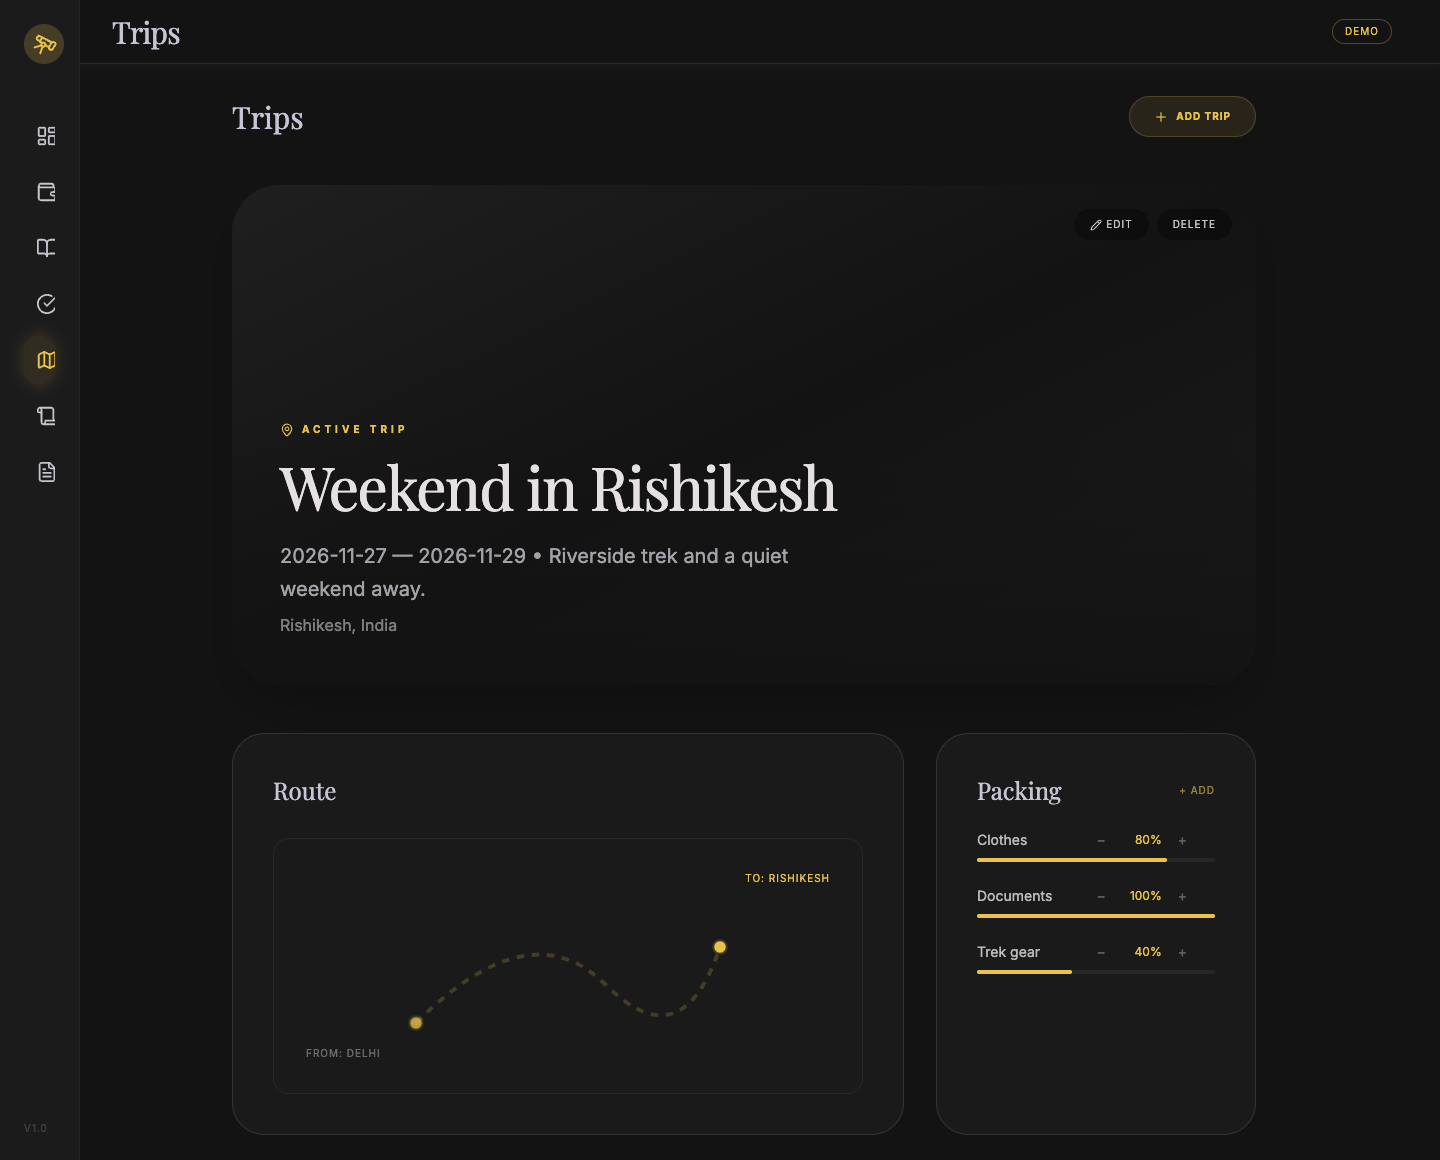 Trips
DEMO
Trips
+ ADD TRIP
EDIT
DELETE
ACTIVE TRIP
Weekend in Rishikesh
2026-11-27 — 2026-11-29 • Riverside trek and a quiet
weekend away.
Rishikesh, India
Route
TO: RISHIKESH
FROM: DELHI
Packing
+ ADD
Clothes − 80% +
Documents − 100% +
Trek gear − 40% +
V1.0